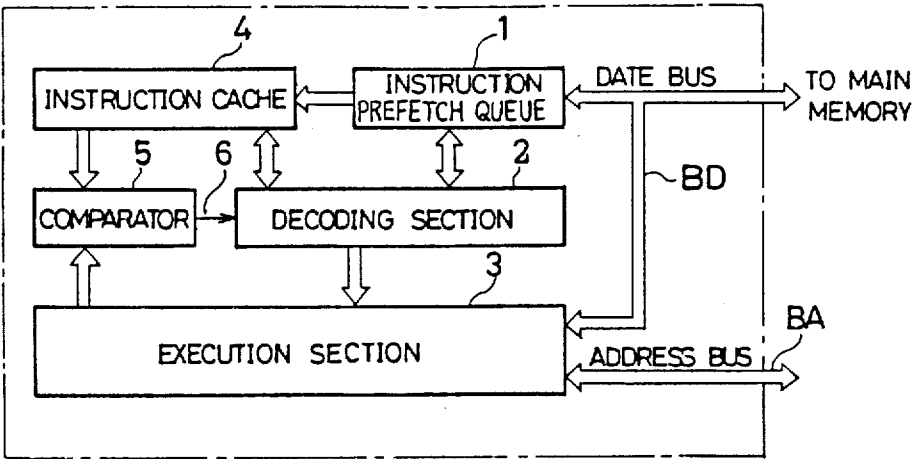 4
1
INSTRUCTION CACHE
INSTRUCTION
PREFETCH QUEUE
DATE BUS
TO MAIN
MEMORY
5
6
2
BD
COMPARATOR
DECODING SECTION
3
EXECUTION SECTION
ADDRESS BUS
BA